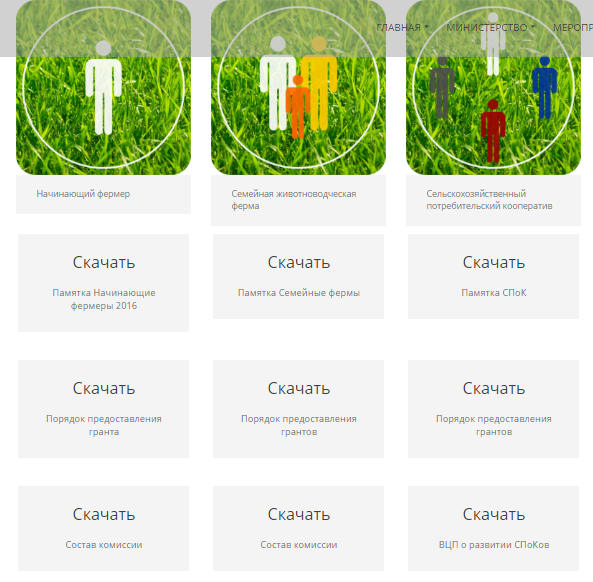 ГЛАВНАЯ МИНИСТЕРСТВО МЕРОПР
Начинающий фермер
Семейная животноводческая
ферма
Сельскохозяйственный
потребительский кооператив
Скачать
Памятка Начинающие
фермеры 2016
Скачать
Памятка Семейные фермы
Скачать
Памятка СПоК
Скачать
Порядок предоставления
гранта
Скачать
Порядок предоставления
грантов
Скачать
Порядок предоставления
грантов
Скачать
Состав комиссии
Скачать
Состав комиссии
Скачать
ВЦП о развитии СПоКов